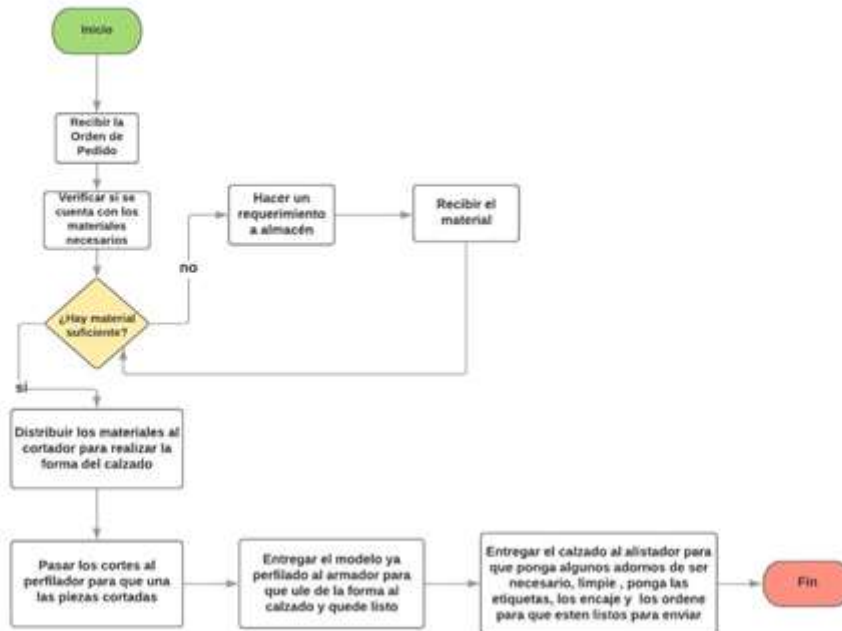 Inicio
Recibir la
Orden de
Pedido
Verificar si se
cuenta con los
materiales
necesarios
Hacer un
requerimiento
a almacén
Recibir el
material
no
¿Hay material
suficiente?
si
Distribuir los materiales al
cortador para realizar la
forma del calzado
Pasar los cortes al
perfilador para que una
las piezas cortadas
Entregar el modelo ya
perfilado al armador para
que ule de la forma al
calzado y quede listo
Entregar el calzado al alistador para
que ponga algunos adornos de ser
necesario, limpie , ponga las
etiquetas, los encaje y los ordene
para que esten listos para enviar
Fin